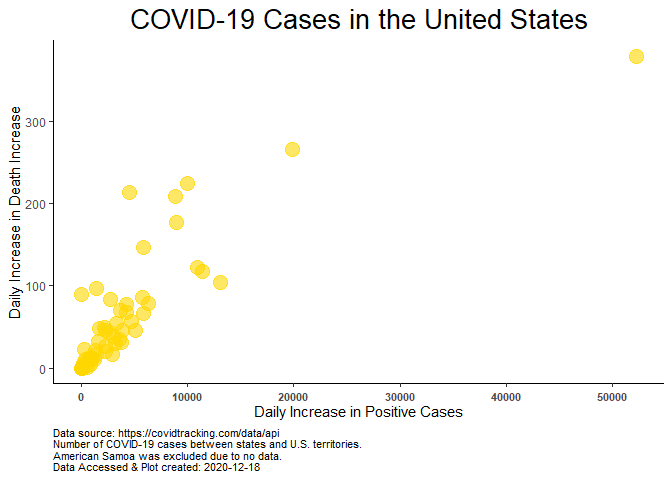 COVID-19 Cases in the United States
Daily Increase in Death Increase
300
200
100
0
0 10000 20000 30000 40000 50000
Daily Increase in Positive Cases
Data source: https://covidtracking.com/data/api
Number of COVID-19 cases between states and U.S. territories.
American Samoa was excluded due to no data.
Data Accessed & Plot created: 2020-12-18